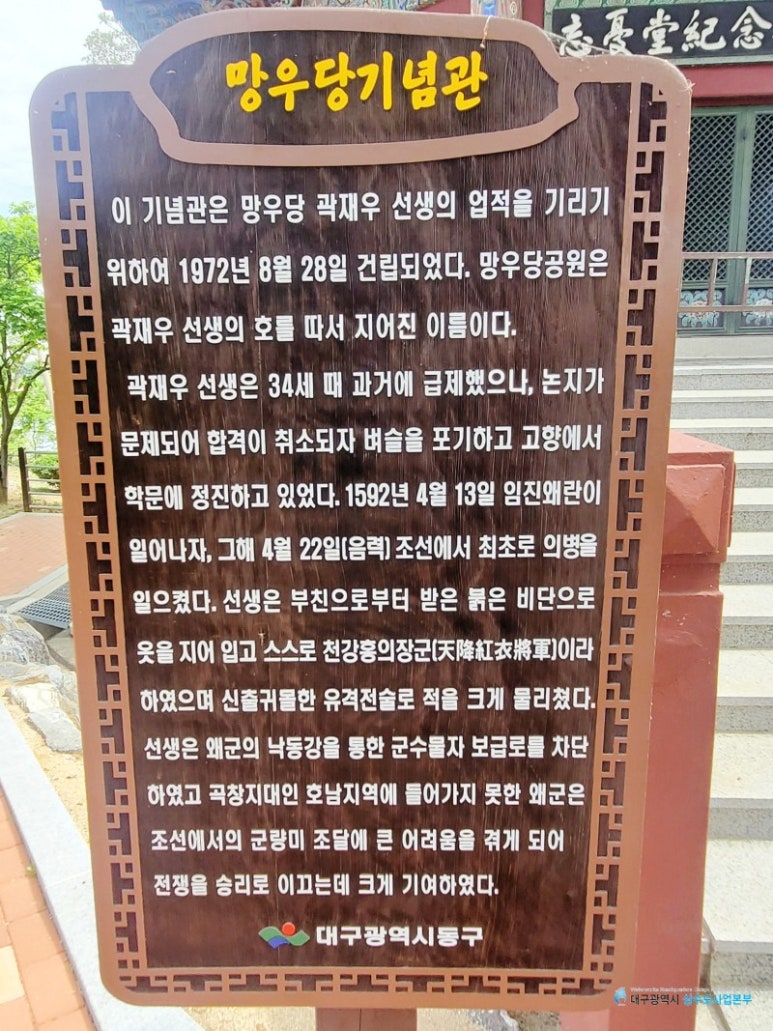 忘憂堂紀念
망우당기념관
이 기념관은 망우당 곽재우 선생의 업적을 기리기
위하여 1972년 8월 28일 건립되었다. 망우당공원은
곽재우 선생의 호를 따서 지어진 이름이다.
곽재우 선생은 34세 때 과거에 급제했으나, 논지가
문제되어 합격이 취소되자 벼슬을 포기하고 고향에서
학문에 정진하고 있었다. 1592년 4월 13일 임진왜란이
일어나자, 그해 4월 22일(음력) 조선에서 최초로 의병을
일으켰다. 선생은 부친으로부터 받은 붉은 비단으로
옷을 지어 입고 스스로 천강홍의장군(天降紅衣將軍)이라
하였으며 신출귀몰한 유격전술로 적을 크게 물리쳤다.
선생은 왜군의 낙동강을 통한 군수물자 보급로를 차단
하였고 곡창지대인 호남지역에 들어가지 못한 왜군은
조선에서의 군량미 조달에 큰 어려움을 겪게 되어
전쟁을 승리로 이끄는데 크게 기여하였다.
대구광역시동구
대구광역시 상수도사업본부